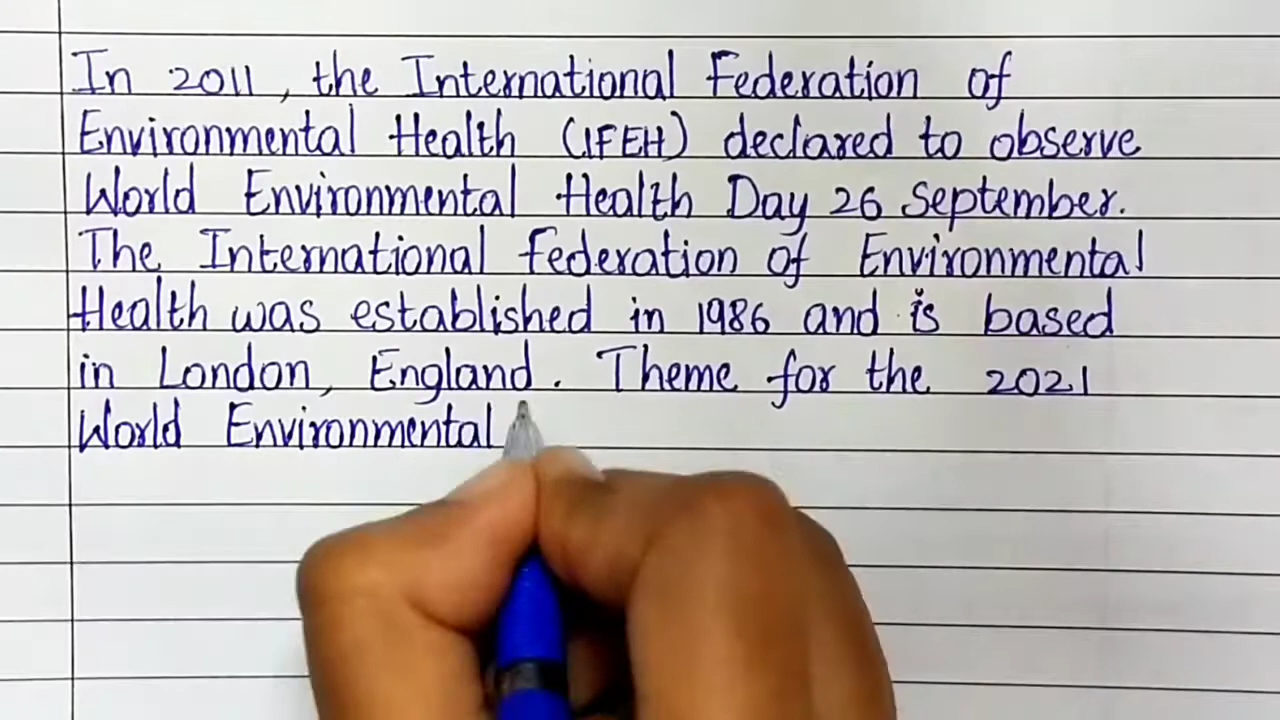 In 2011, the International Federation of
Environmental Health (IFEH) declared to observe
World Environmental Health Day 26 September.
The International Federation of Environmental
Health was established in 1986 and is based
in London, England. Theme for the 2021
World Environmental